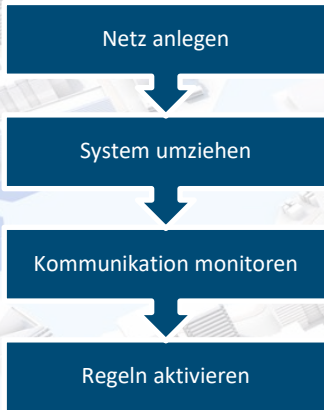 Netz anlegen
System umziehen
Kommunikation monitoren
Regeln aktivieren